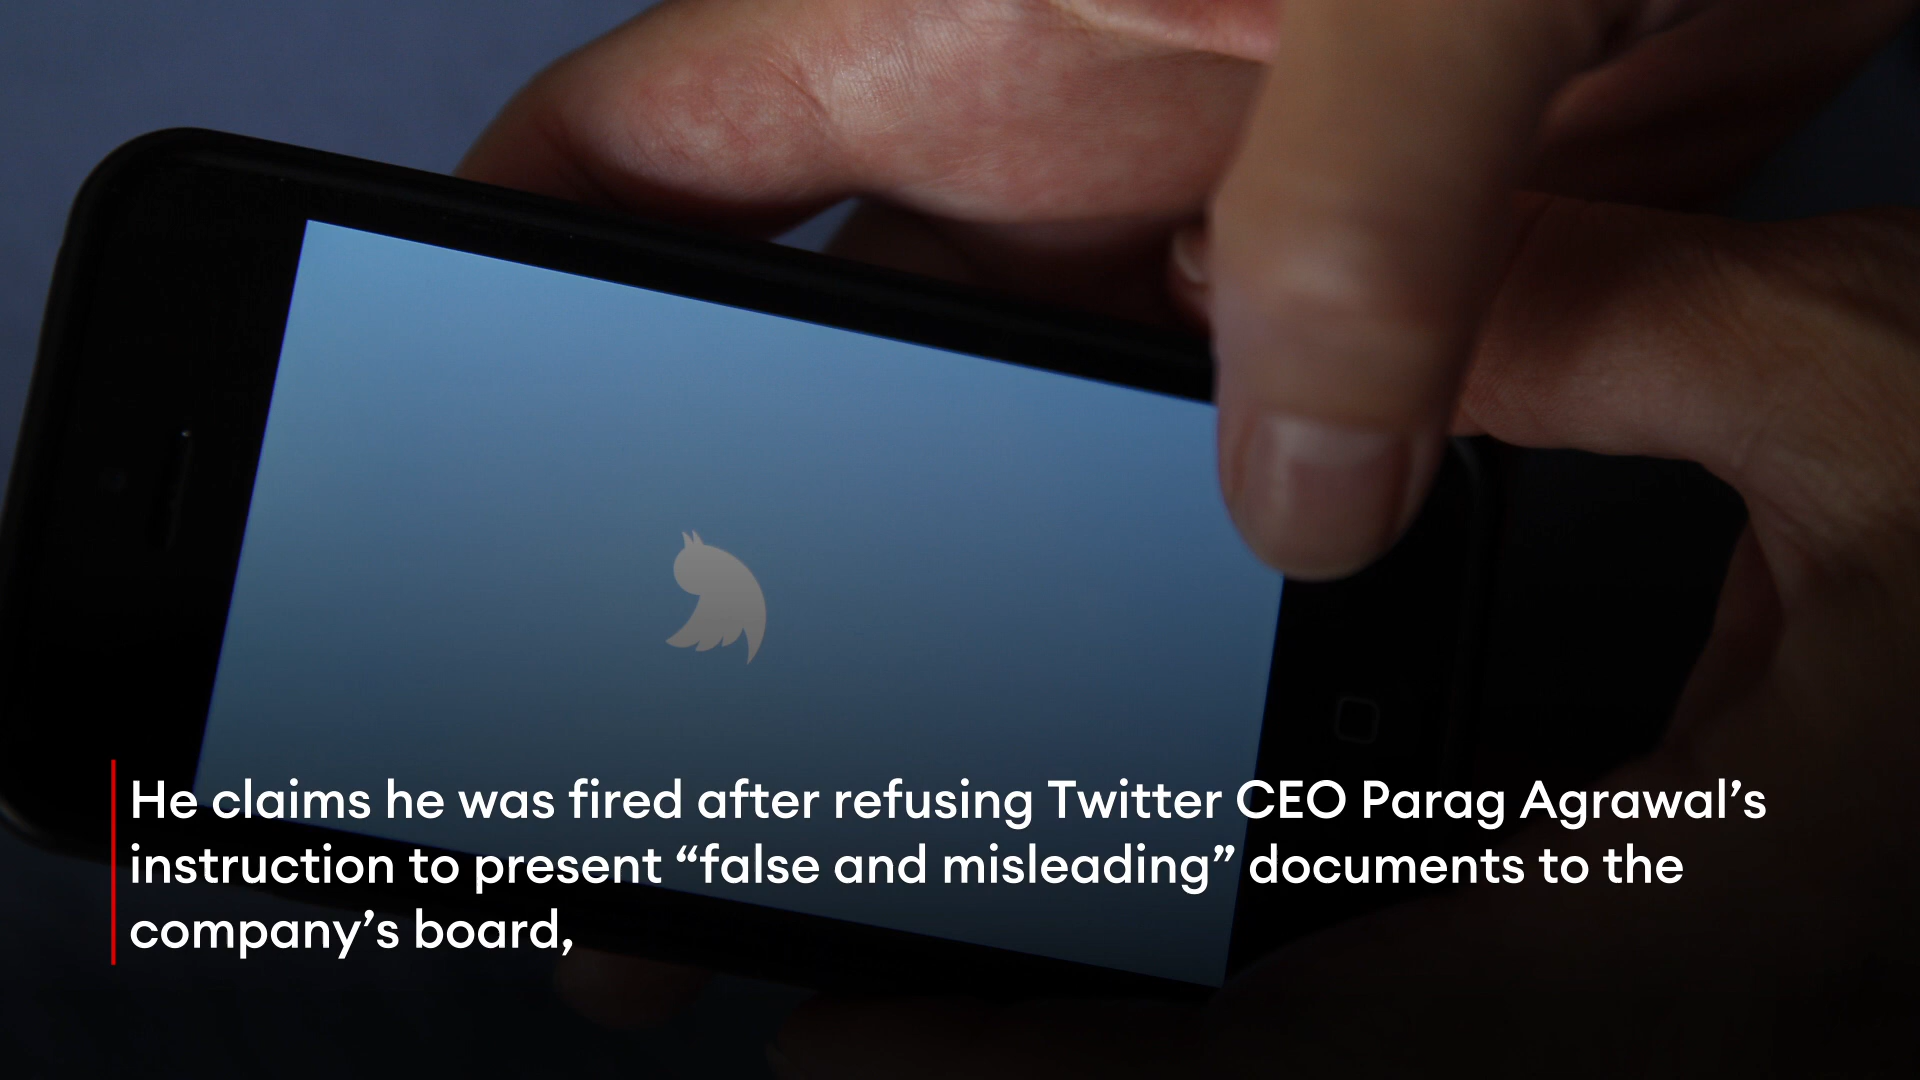 He claims he was fired after refusing Twitter CEO Parag Agrawal’s
instruction to present “false and misleading” documents to the
company’s board,